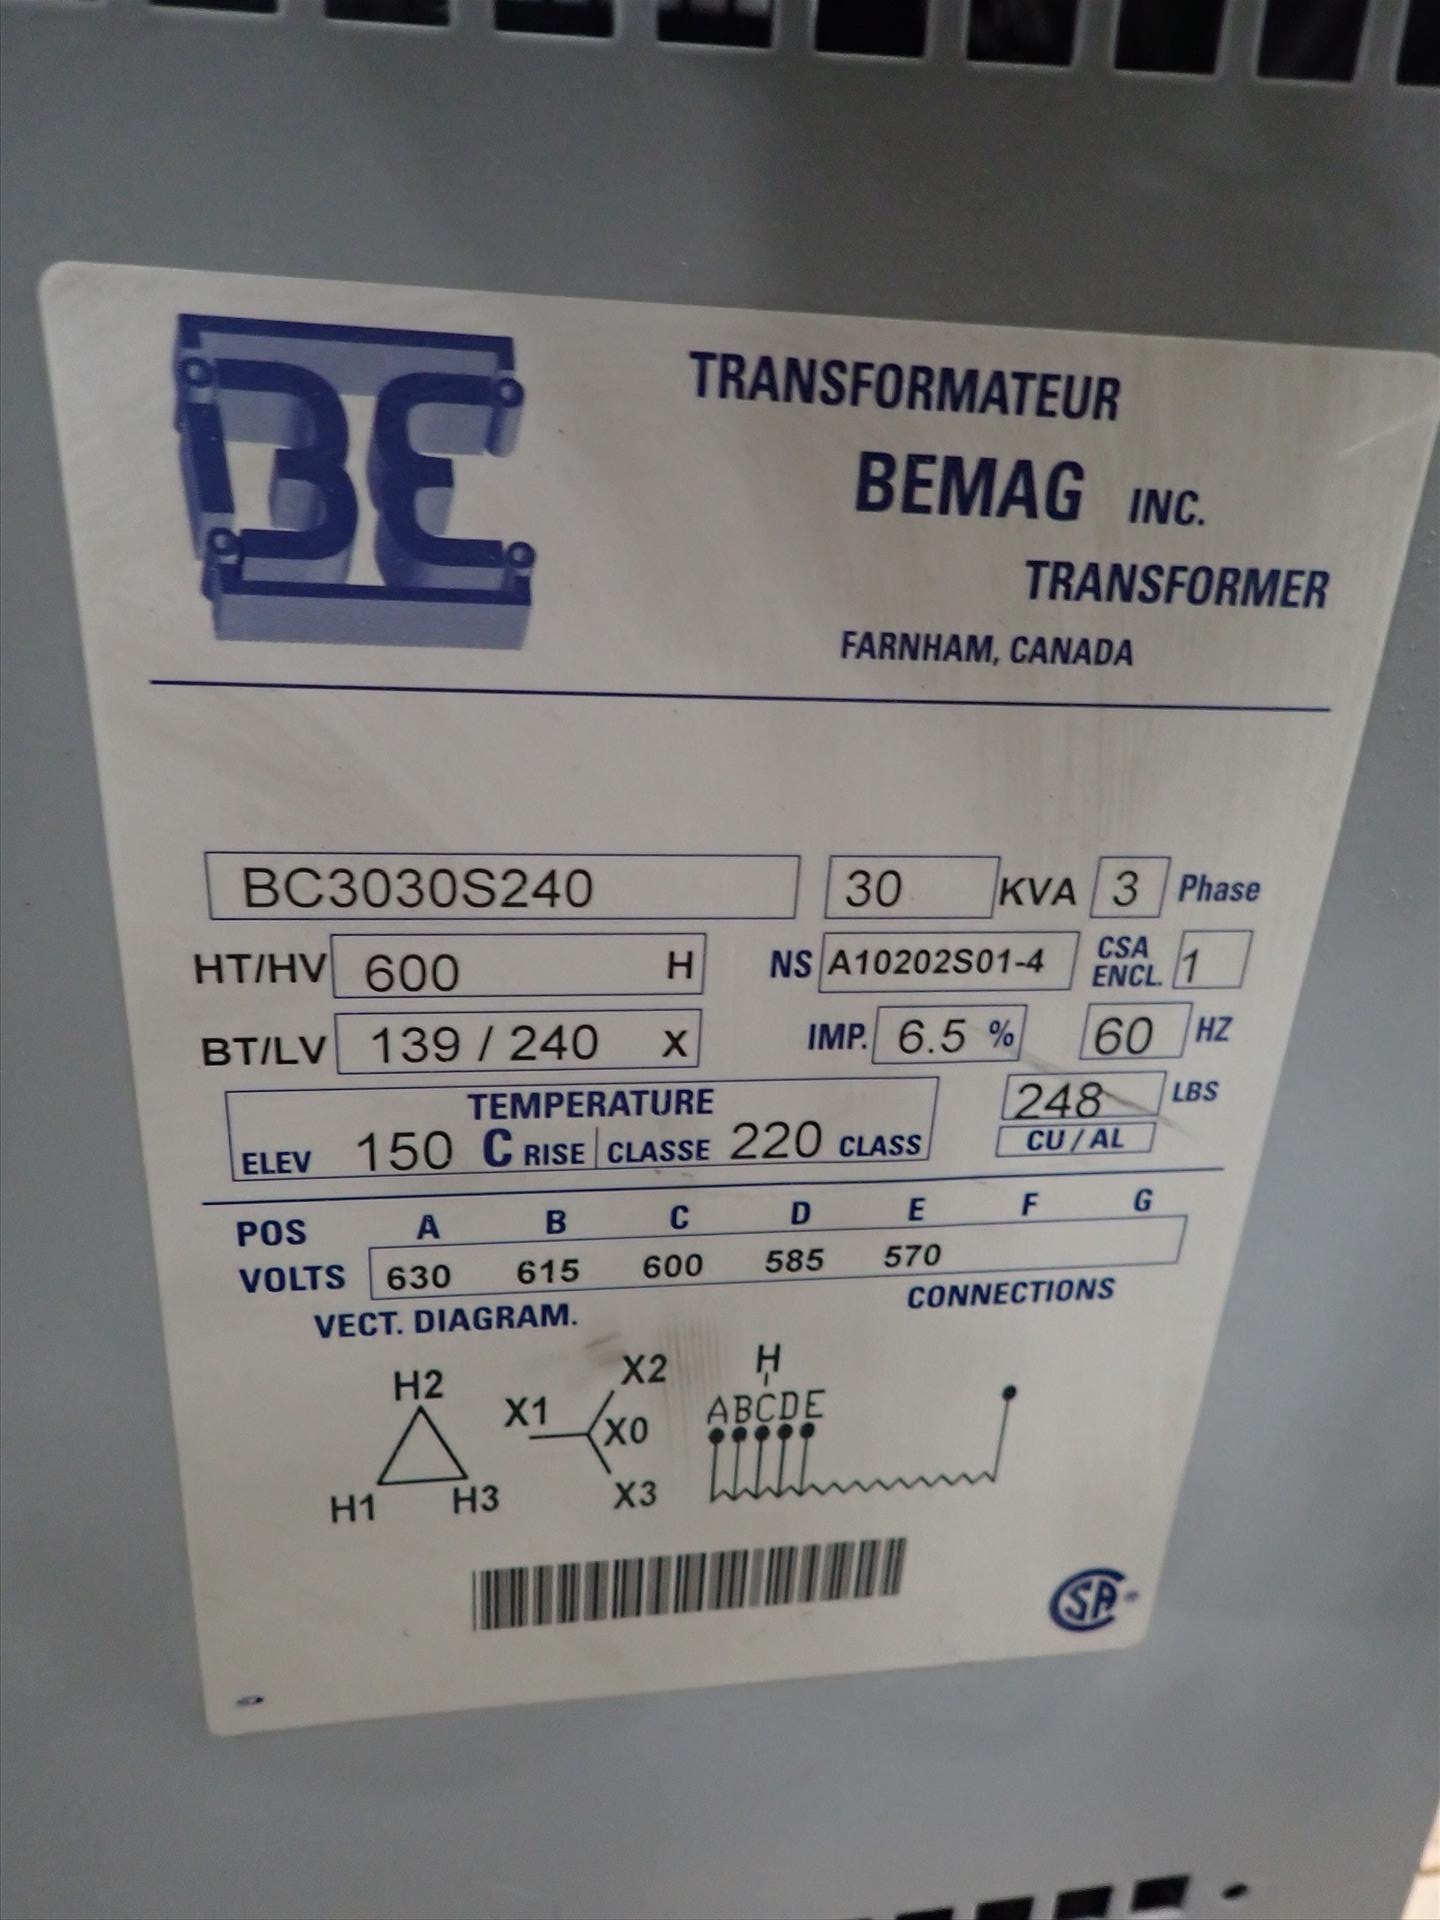 BE
TRANSFORMATEUR
BEMAG INC.
TRANSFORMER
FARNHAM, CANADA
BC3030S240 30 KVA 3 Phase
HT/HV 600 H NS A10202S01-4 CSA ENCL. 1
BT/LV 139 / 240 X IMP. 6.5 % 60 HZ
TEMPERATURE 248 LBS
ELEV 150 C RISE CLASSE 220 CLASS CU / AL
POS A B C D E F G
VOLTS 630 615 600 585 570
VECT. DIAGRAM. CONNECTIONS
H2 X2 H
X1 X0 ABCDE
H1 H3 X3
CSA